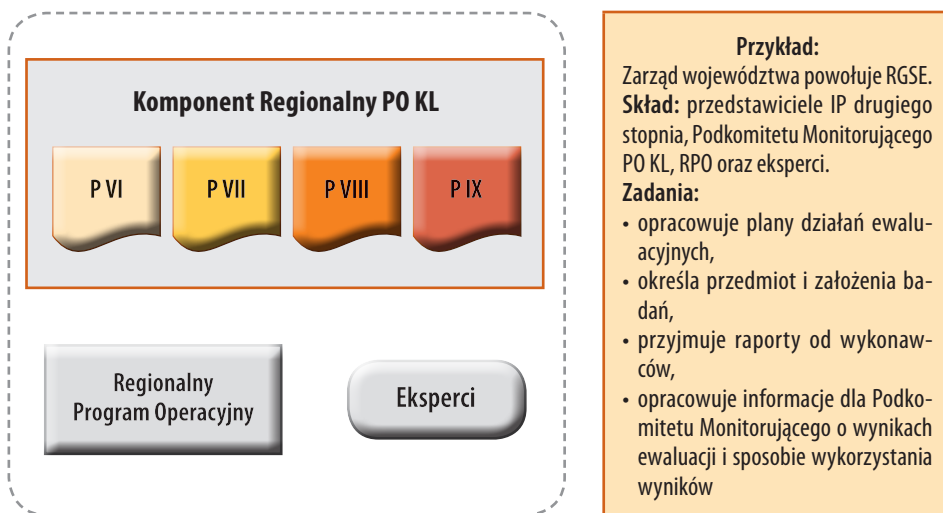 Komponent Regionalny PO KL
P VI
P VII
P VIII
P IX
Regionalny
Program Operacyjny
Eksperci
Przykład:
Zarząd województwa powołuje RGSE.
Skład: przedstawiciele IP drugiego
stopnia, Podkomitetu Monitorującego
PO KL, RPO oraz eksperci.
Zadania:
• opracowuje plany działań ewalu-
acyjnych,
• określa przedmiot i założenia ba-
dań,
• przyjmuje raporty od wykonaw-
ców,
• opracowuje informacje dla Podko-
mitetu Monitorującego o wynikach
ewaluacji i sposobie wykorzystania
wyników